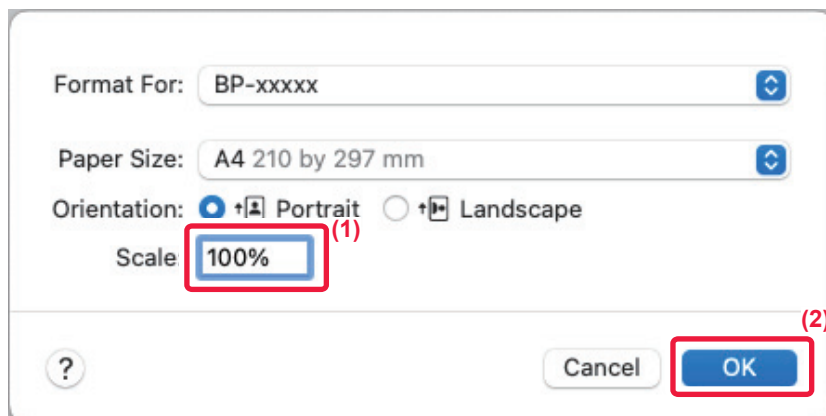 Format For: BP-xxxxx
Paper Size: A4 210 by 297 mm
Orientation: Portrait Landscape
(1)
Scale: 100%
(2)
? Cancel OK